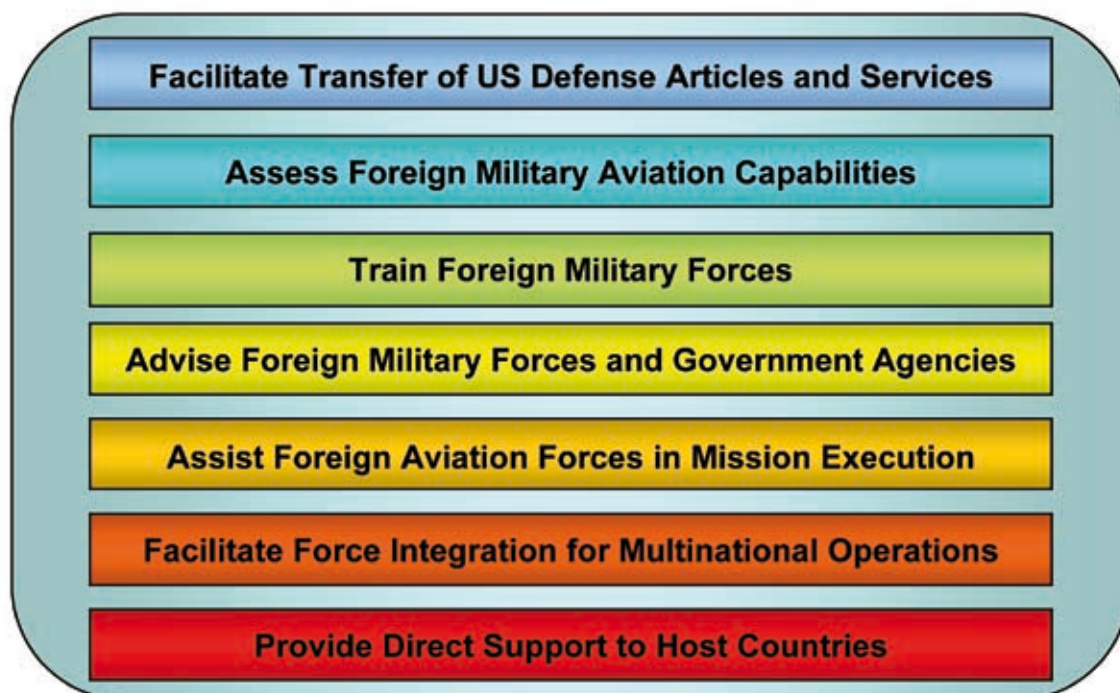 Facilitate Transfer of US Defense Articles and Services
Assess Foreign Military Aviation Capabilities
Train Foreign Military Forces
Advise Foreign Military Forces and Government Agencies
Assist Foreign Aviation Forces in Mission Execution
Facilitate Force Integration for Multinational Operations
Provide Direct Support to Host Countries